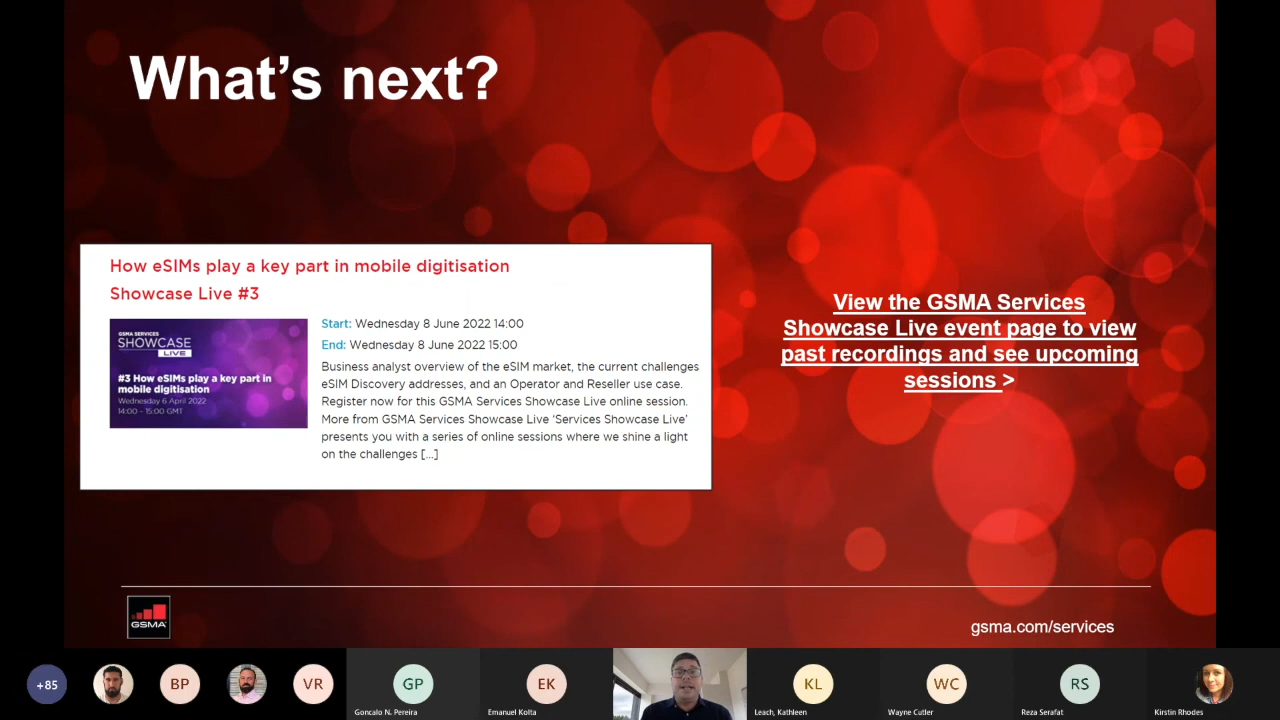 What's next?
How eSIMs play a key part in mobile digitisation
Showcase Live #3
GSMA SERVICES
SHOWCASE
LIVE
#3 How eSIMs play a key part in
mobile digitisation
Wednesday 6 April 2022
14:00 - 15:00 GMT
Start: Wednesday 8 June 2022 14:00
End: Wednesday 8 June 2022 15:00
Business analyst overview of the eSIM market, the current challenges
eSIM Discovery addresses, and an Operator and Reseller use case.
Register now for this GSMA Services Showcase Live online session.
More from GSMA Services Showcase Live ‘Services Showcase Live’
presents you with a series of online sessions where we shine a light
on the challenges [...]
View the GSMA Services
Showcase Live event page to view
past recordings and see upcoming
sessions >
GSMA
gsma.com/services
+85
BP
VR
GP
Goncalo N. Pereira
EK
Emanuel Kolta
KL
Leach, Kathleen
WC
Wayne Cutler
RS
Reza Serafat
Kirstin Rhodes